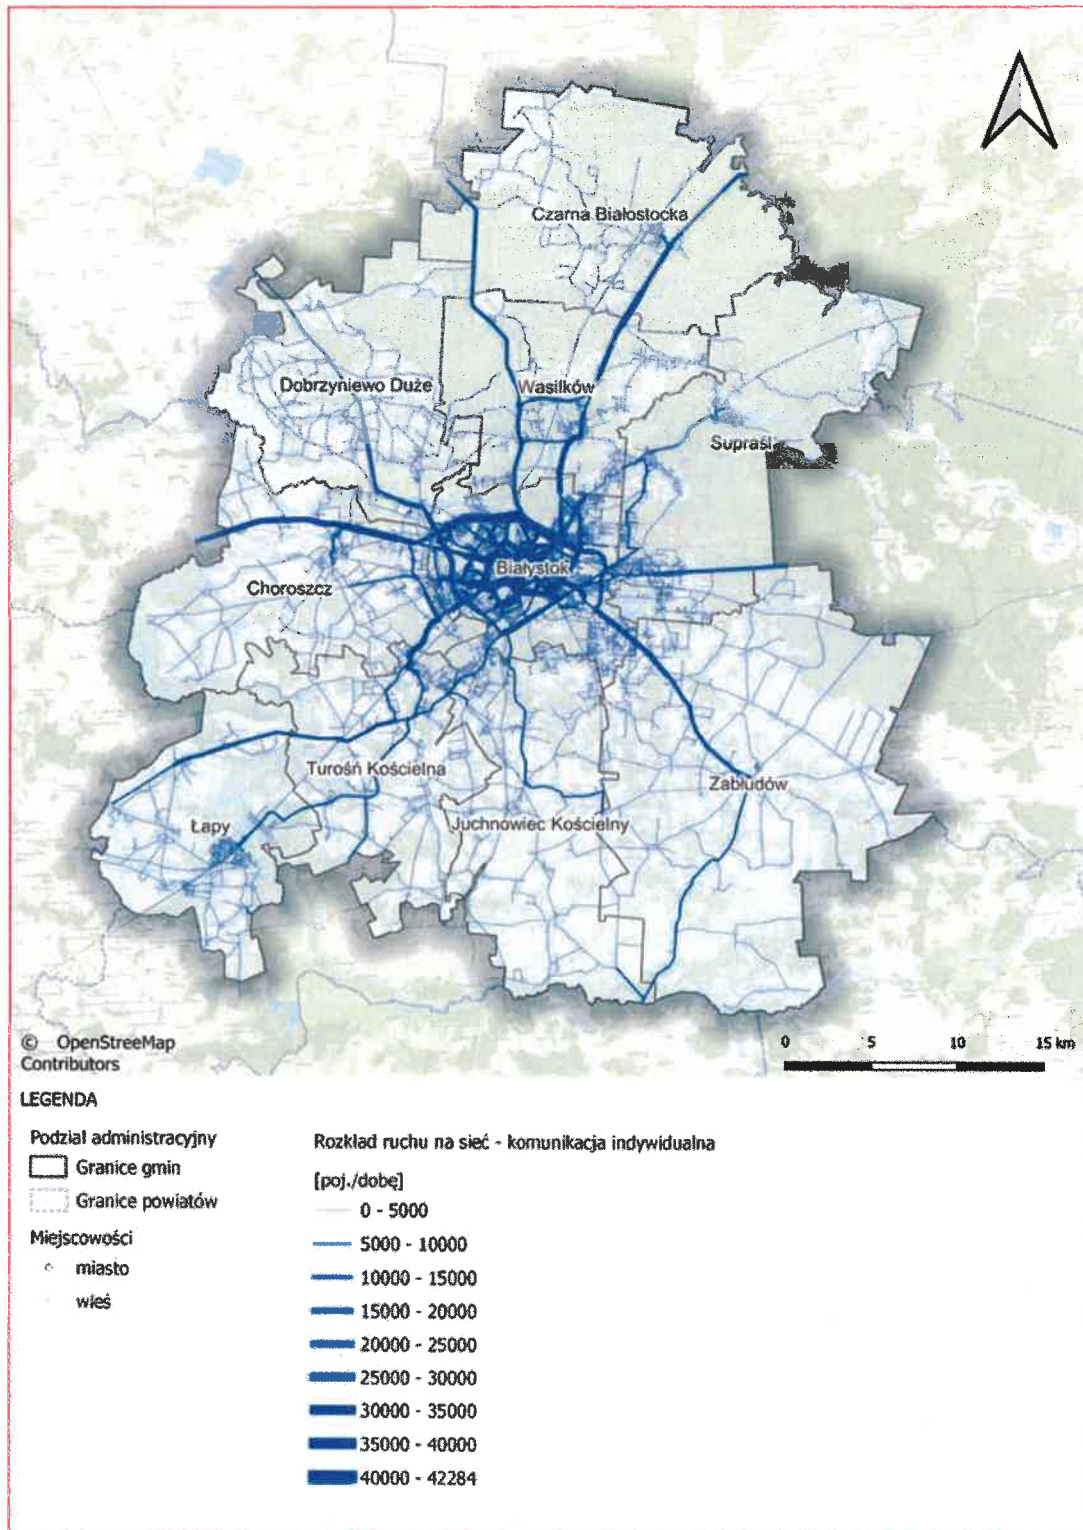 Czarna Białostocka
Dobrzyniewo Duże
Wasilków
Supraśl
Białystok
Choroszcz
Turośń Kościelna
Zabłudów
Łapy
Juchnowiec Kościelny
© OpenStreetMap
Contributors
0 5 10 15 km
LEGENDA
Podział administracyjny
Granice gmin
Granice powiatów
Miejscowości
miasto
wieś
Rozkład ruchu na sieć - komunikacja indywidualna
[poj./dobę]
0 - 5000
5000 - 10000
10000 - 15000
15000 - 20000
20000 - 25000
25000 - 30000
30000 - 35000
35000 - 40000
40000 - 42284